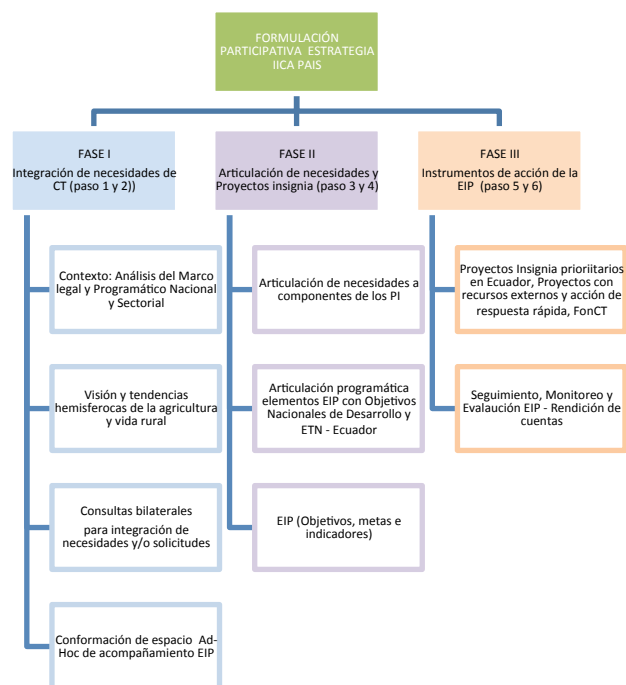 FORMULACIÓN
PARTICIPATIVA ESTRATEGIA
IICA PAIS
FASE I
Integración de necesidades de
CT (paso 1 y 2))
FASE II
Articulación de necesidades y
Proyectos insignia (paso 3 y 4)
FASE III
Instrumentos de acción de la
EIP (paso 5 y 6)
Contexto: Análisis del Marco
legal y Programático Nacional
y Sectorial
Visión y tendencias
hemisferocas de la agricultura
y vida rural
Consultas bilaterales
para integración de
necesidades y/o solicitudes
Conformación de espacio Ad-
Hoc de acompañamiento EIP
Articulación de necesidades a
componentes de los PI
Articulación programática
elementos EIP con Objetivos
Nacionales de Desarrollo y
ETN - Ecuador
EIP (Objetivos, metas e
indicadores)
Proyectos Insignia prioriitarios
en Ecuador, Proyectos con
recursos externos y acción de
respuesta rápida, FonCT
Seguimiento, Monitoreo y
Evalaución EIP - Rendición de
cuentas